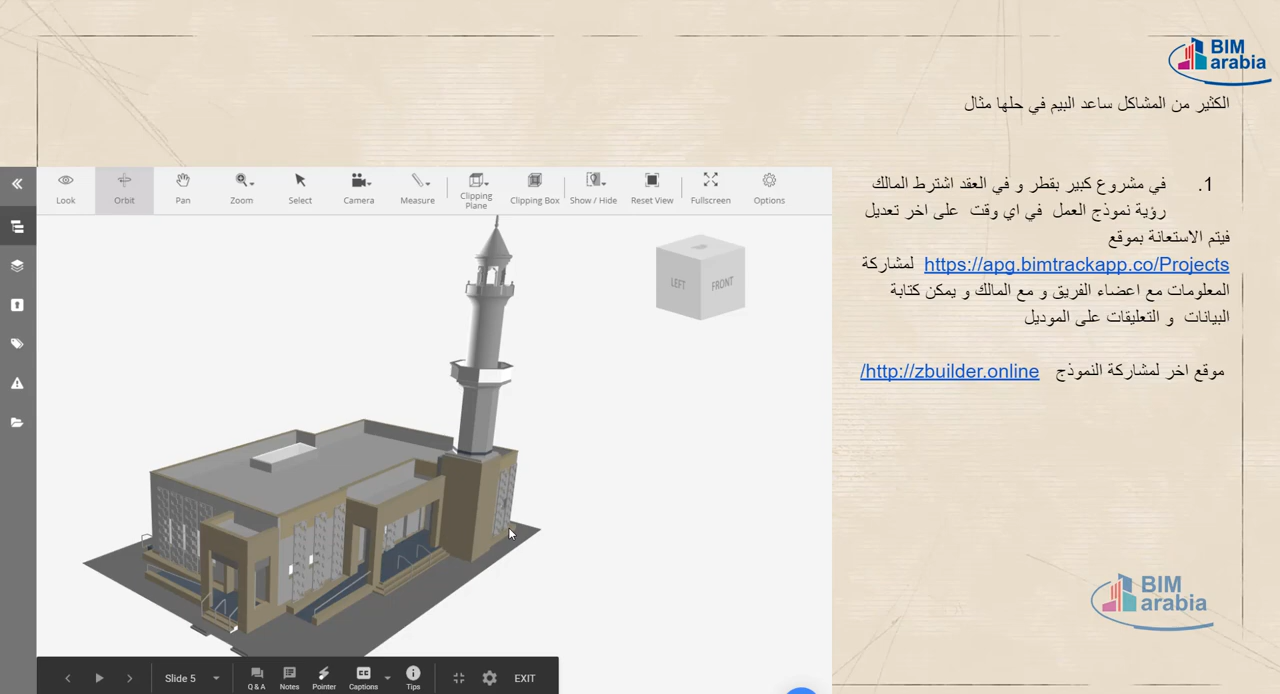 BIM
arabia
الكثير من المشاكل ساعد البيم في حلها مثال
1. في مشروع كبير بقطر و في العقد اشترط المالك
رؤية نموذج العمل في اي وقت على اخر تعديل
فيتم الاستعانة بموقع
https://apg.bimtrackapp.co/Projects لمشاركة
المعلومات مع اعضاء الفريق و مع المالك و يمكن كتابة
البيانات و التعليقات على الموديل
موقع اخر لمشاركة النموذج http://zbuilder.online/
Look
Orbit
Pan
Zoom
Select
Camera
Measure
Clipping
Plane
Clipping Box
Show / Hide
Reset View
Fullscreen
Options
LEFT
FRONT
BIM
arabia
Slide 5
Q & A
Notes
Pointer
CC
Captions
Tips
EXIT